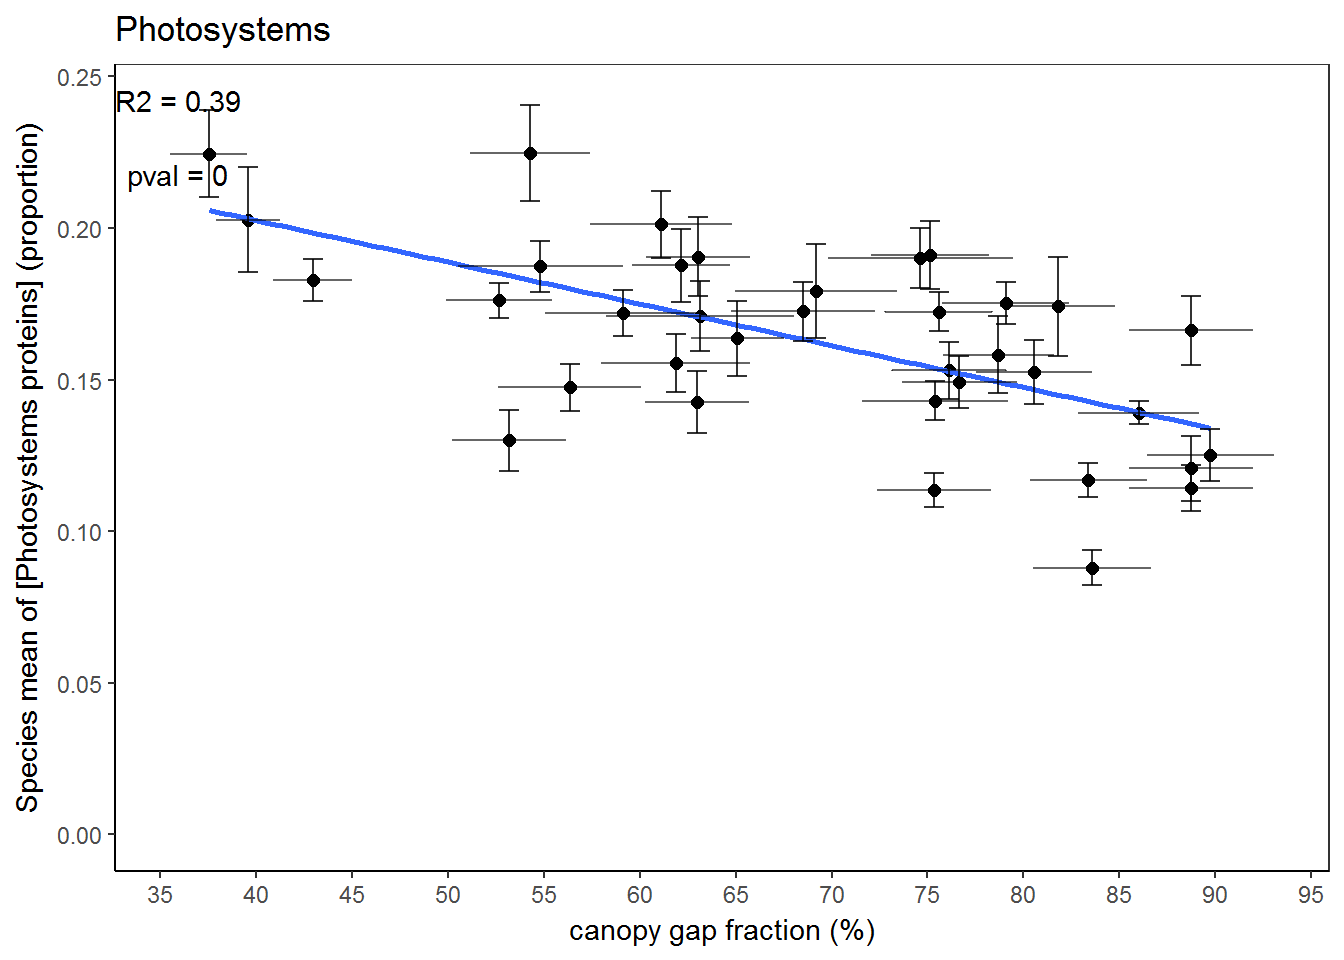 Photosystems
R2 = 0.39
pval = 0
Species mean of [Photosystems proteins] (proportion)
0.25
0.20
0.15
0.10
0.05
0.00
35 40 45 50 55 60 65 70 75 80 85 90 95
canopy gap fraction (%)